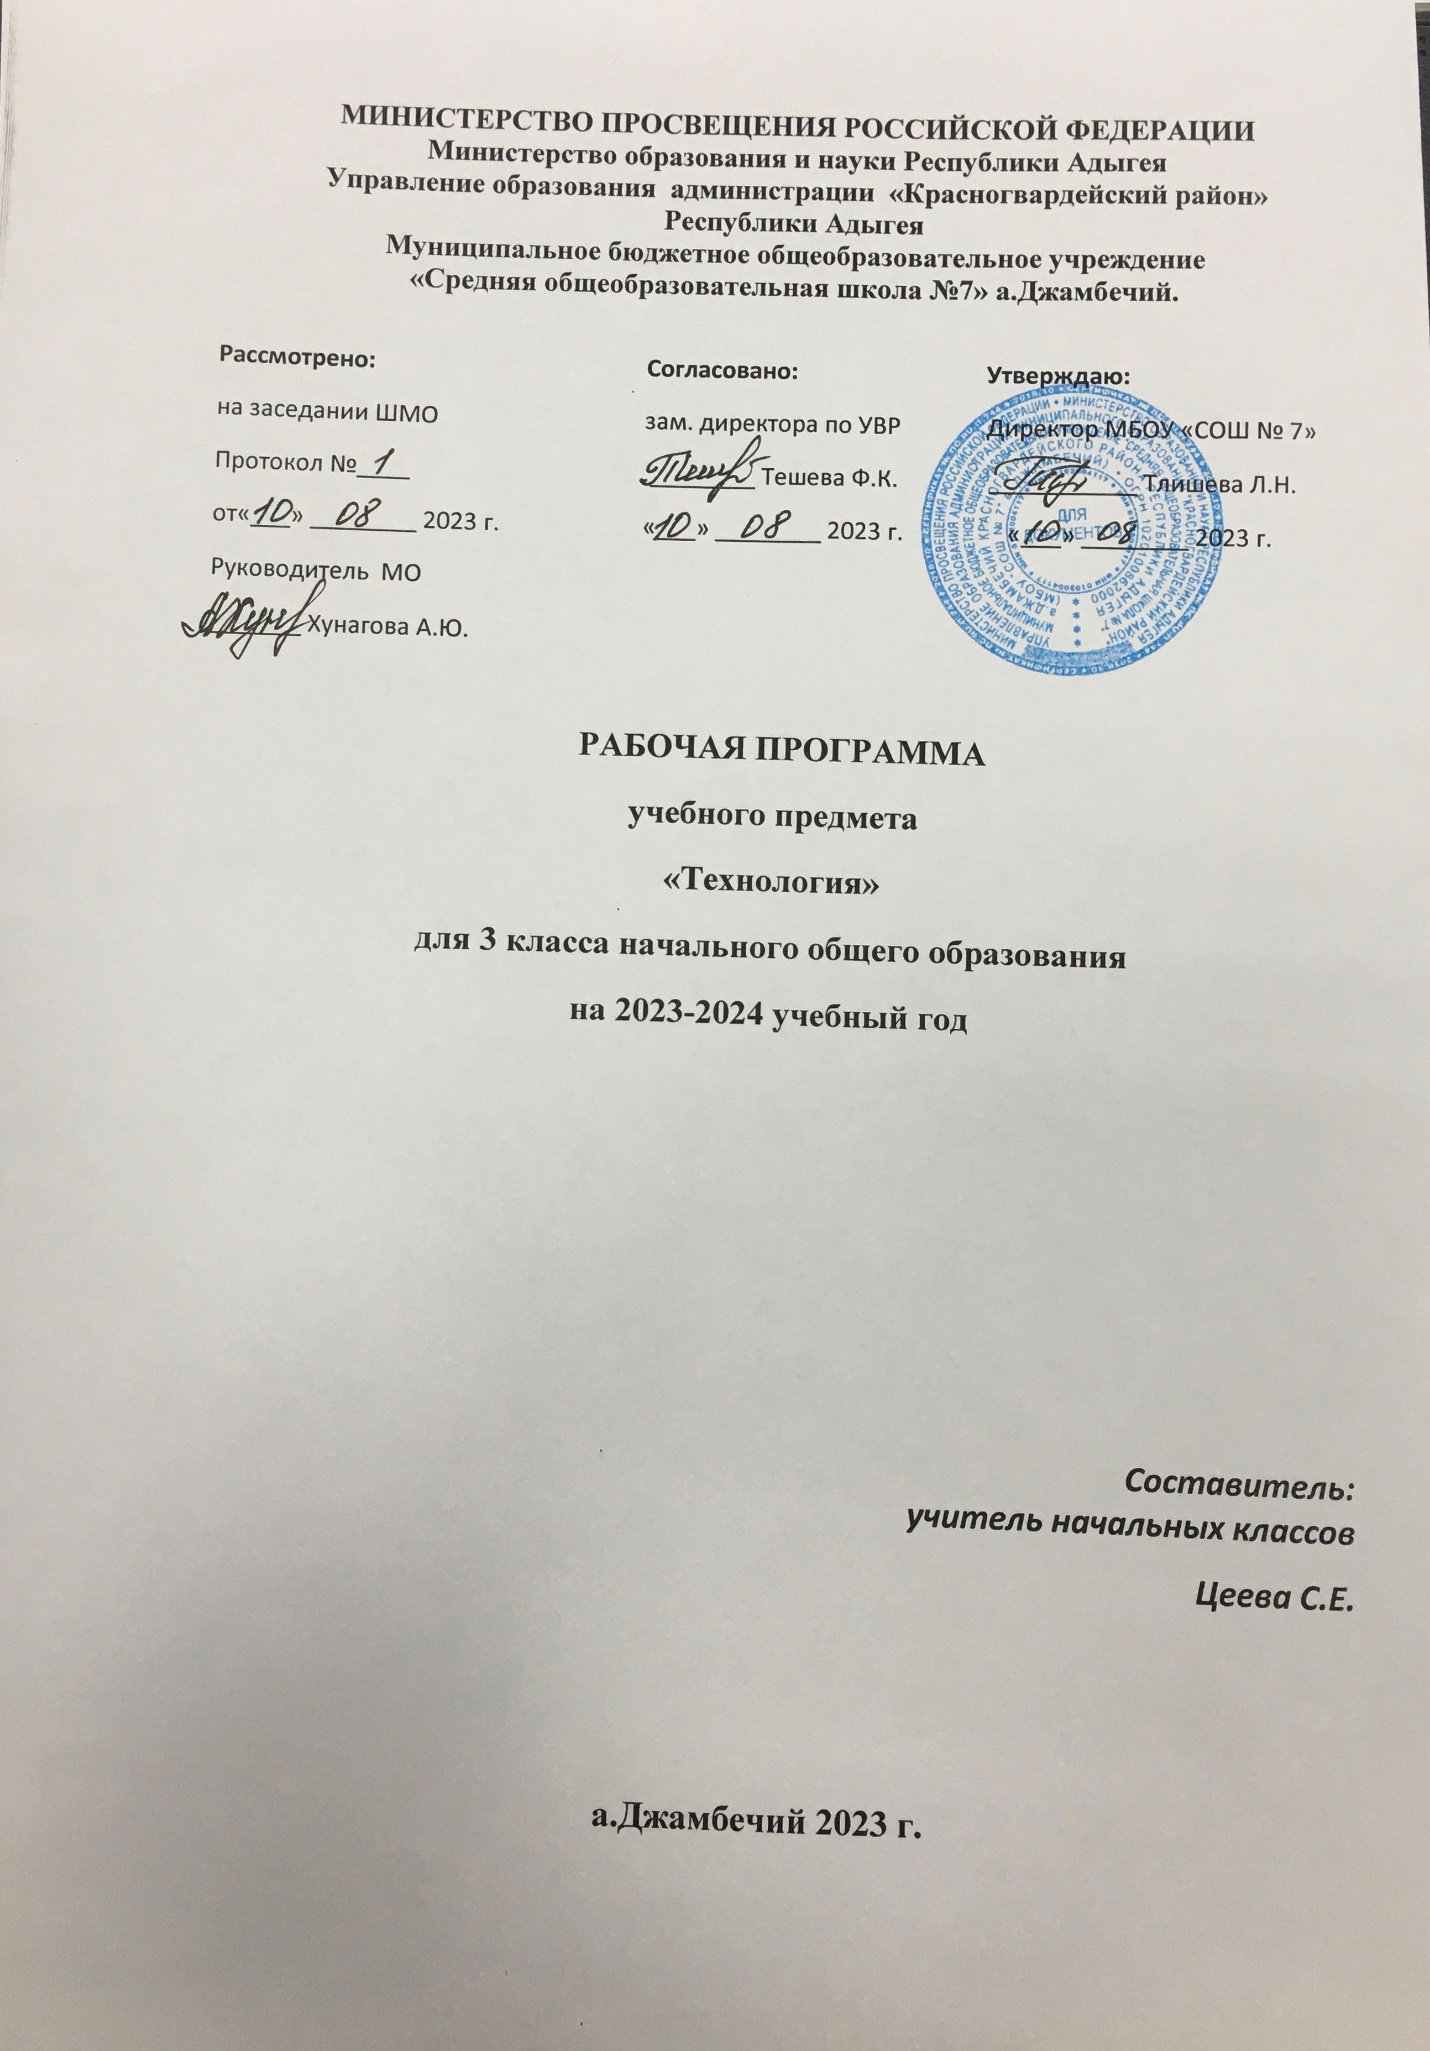 МИНИСТЕРСТВО ПРОСВЕЩЕНИЯ РОССИЙСКОЙ ФЕДЕРАЦИИ
Министерство образования и науки Республики Адыгея
Управление образования администрации «Красногвардейский район»
Республики Адыгея
Муниципальное бюджетное общеобразовательное учреждение
«Средняя общеобразовательная школа №7» а.Джамбечий.
Рассмотрено:
на заседании ШМО
Протокол № 1
от«10» 08 2023 г.
Руководитель МО
Хунагова А.Ю.
Согласовано:
зам. директора по УВР
Тешева Ф.К.
«10» 08 2023 г.
Утверждаю:
Директор МБОУ «СОШ № 7»
Тлишева Л.Н.
«10» 08 2023 г.
ДЛЯ
ДОКУМЕНТОВ
РАБОЧАЯ ПРОГРАММА
учебного предмета
«Технология»
для 3 класса начального общего образования
на 2023-2024 учебный год
Составитель:
учитель начальных классов
Цеева С.Е.
а.Джамбечий 2023 г.